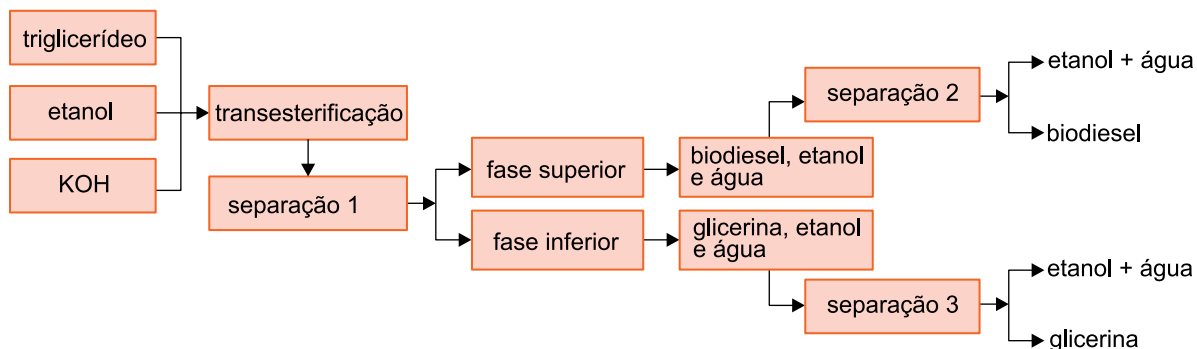 triglicerídeo
etanol
KOH
transesterificação
separação 1
fase superior
fase inferior
biodiesel, etanol
e água
glicerina, etanol
e água
separação 2
separação 3
etanol + água
biodiesel
etanol + água
glicerina